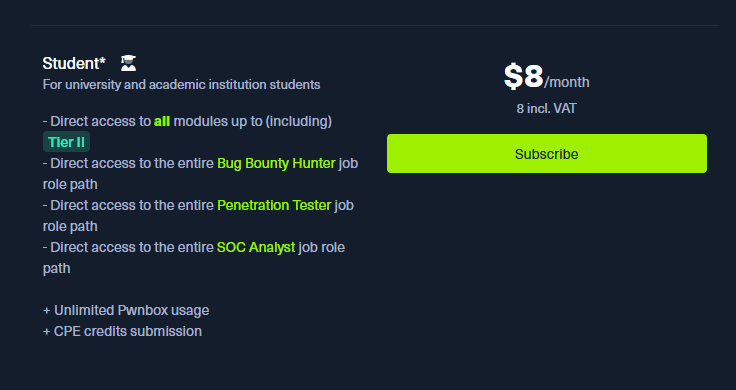 Student*
For university and academic institution students
- Direct access to all modules up to (including)
Tier II
- Direct access to the entire Bug Bounty Hunter job
role path
- Direct access to the entire Penetration Tester job
role path
- Direct access to the entire SOC Analyst job role
path
+ Unlimited Pwnbox usage
+ CPE credits submission
$8/month
8 incl. VAT
Subscribe